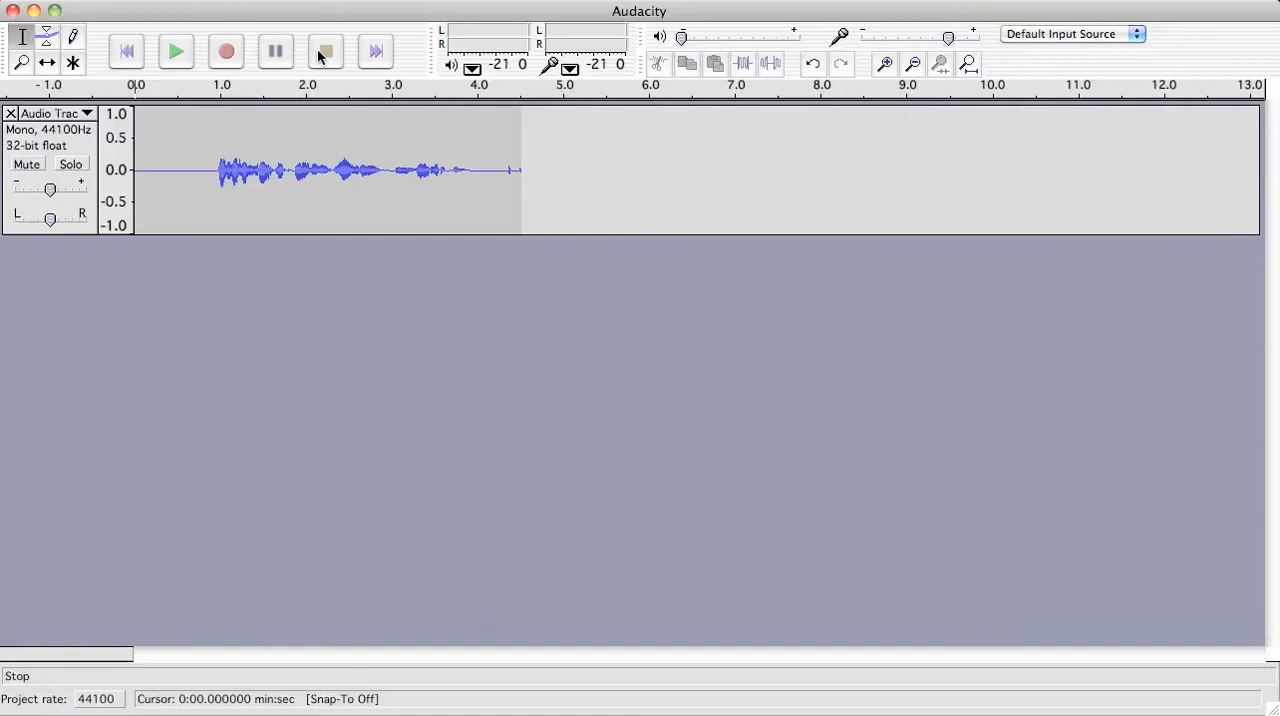 Audacity
L
R
L
R
-21 0
-21 0
- +
- +
Default Input Source
- 1.0 0.0 1.0 2.0 3.0 4.0 5.0 6.0 7.0 8.0 9.0 10.0 11.0 12.0 13.0
Audio Trac
Mono, 44100Hz
32-bit float
Mute Solo
- +
L R
1.0
0.5
0.0
-0.5
-1.0
Stop
Project rate: 44100 Cursor: 0:00.000000 min:sec [Snap-To Off]